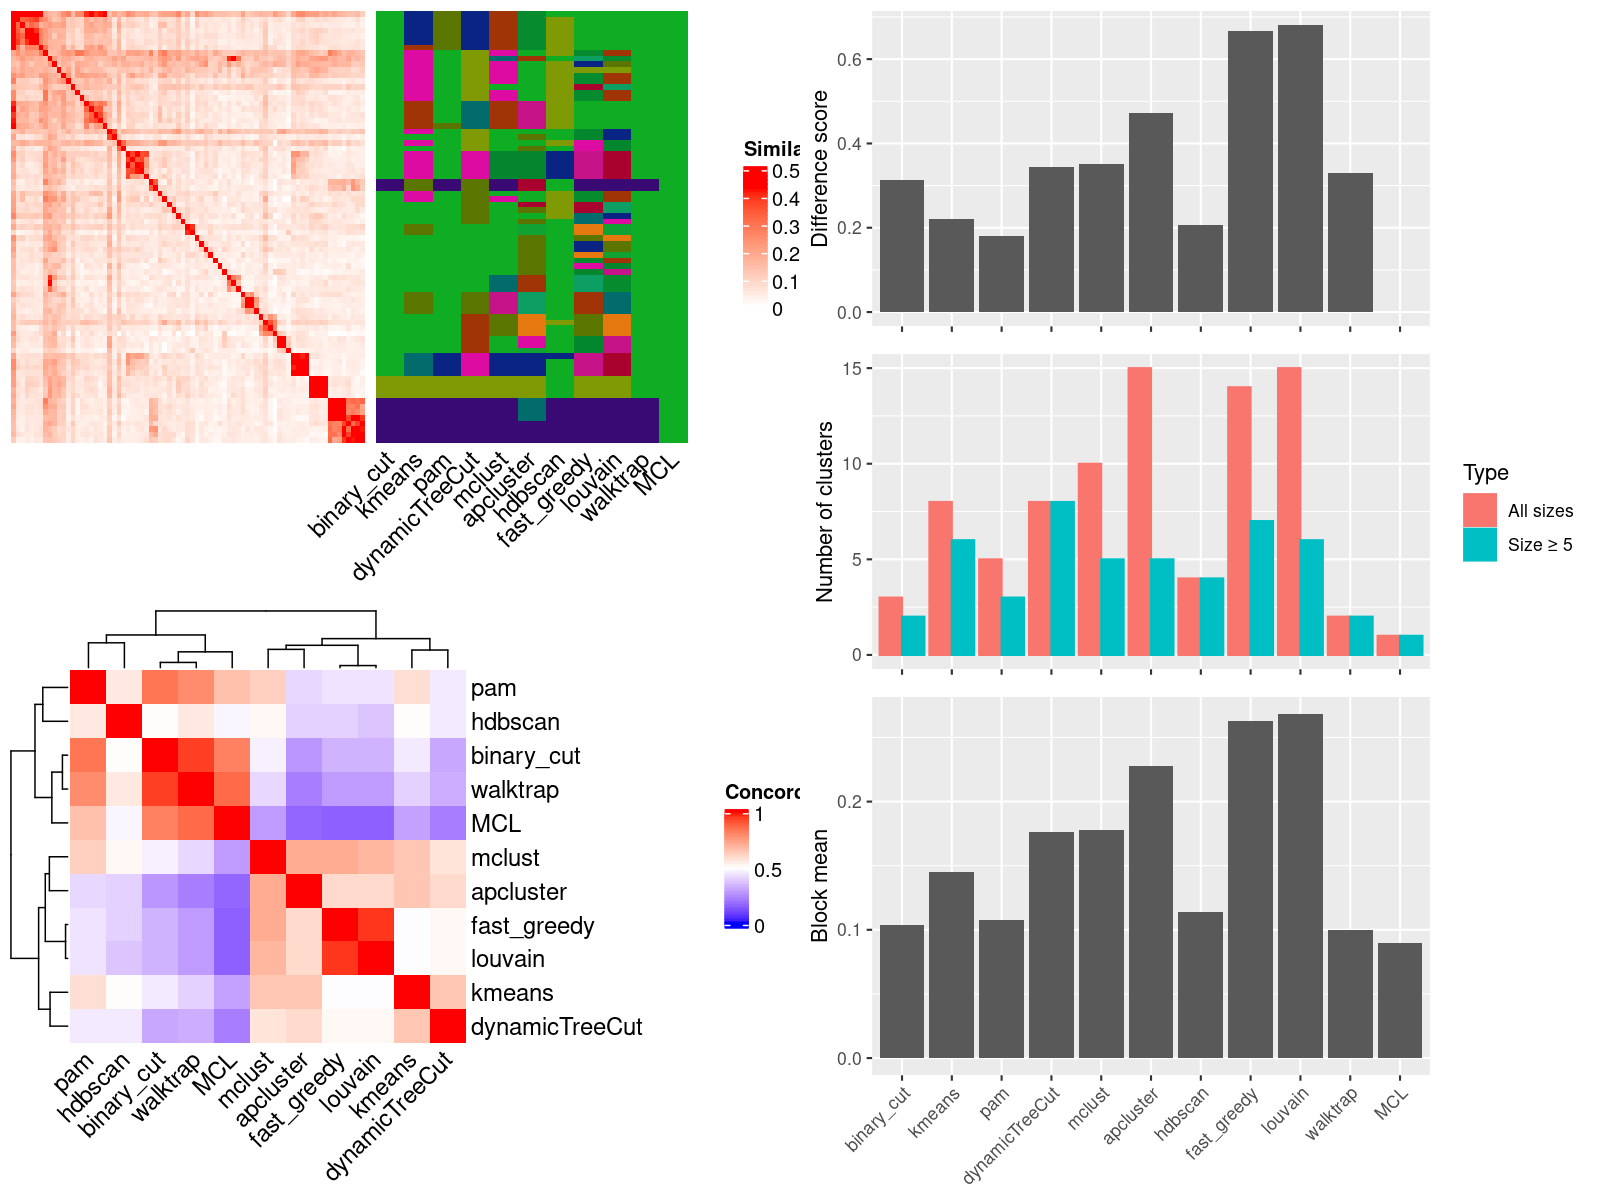 Simila
0.5
0.4
0.3
0.2
0.1
0
binary_cut
kmeans
pam
dynamicTreeCut
mclust
apcluster
hdbscan
fast_greedy
louvain
walktrap
MCL
pam
hdbscan
binary_cut
walktrap
MCL
mclust
apcluster
fast_greedy
louvain
kmeans
dynamicTreeCut
pam
hdbscan
binary_cut
walktrap
MCL
mclust
apcluster
fast_greedy
louvain
kmeans
dynamicTreeCut
Concord
1
0.5
0
Difference score
0.6
0.4
0.2
0.0
Number of clusters
15
10
5
0
Type
All sizes
Size ≥ 5
Block mean
0.2
0.1
0.0
binary_cut
kmeans
pam
dynamicTreeCut
mclust
apcluster
hdbscan
fast_greedy
louvain
walktrap
MCL